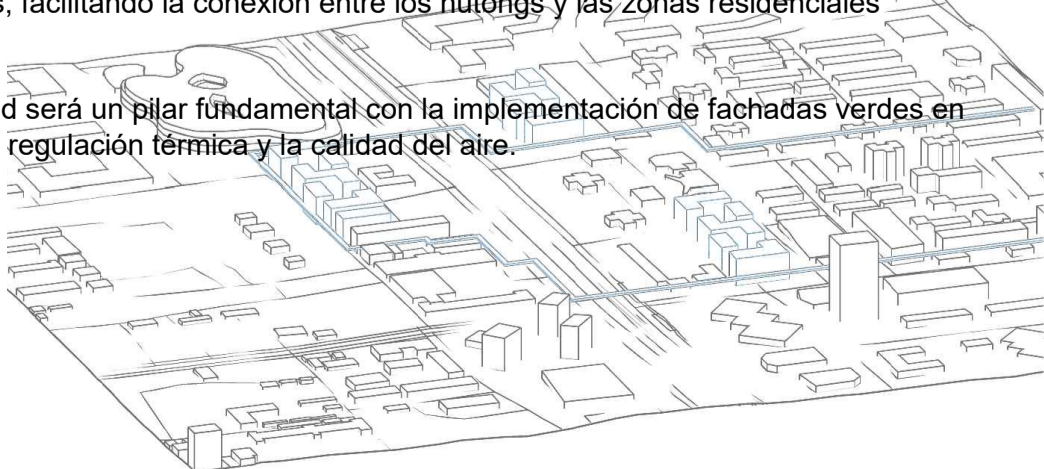 s, facilitando la conexión entre los hutongs y las zonas residenciales
d será un pilar fundamental con la implementación de fachadas verdes en
regulación térmica y la calidad del aire.